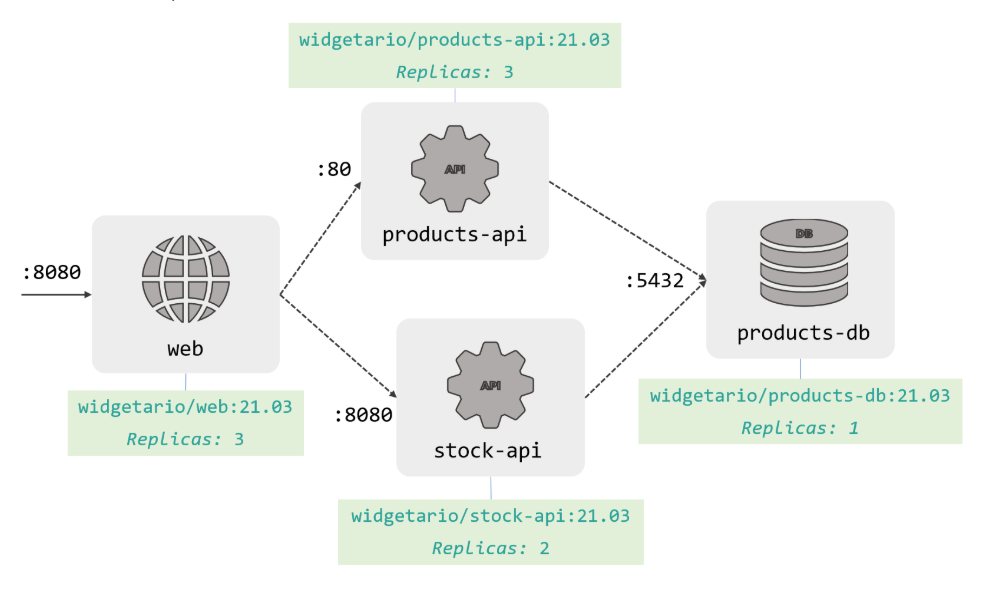 widgetario/products-api:21.03
Replicas: 3
API
products-api
:80
:8080
web
widgetario/web:21.03
Replicas: 3
:8080
API
stock-api
widgetario/stock-api:21.03
Replicas: 2
:5432
DB
products-db
widgetario/products-db:21.03
Replicas: 1